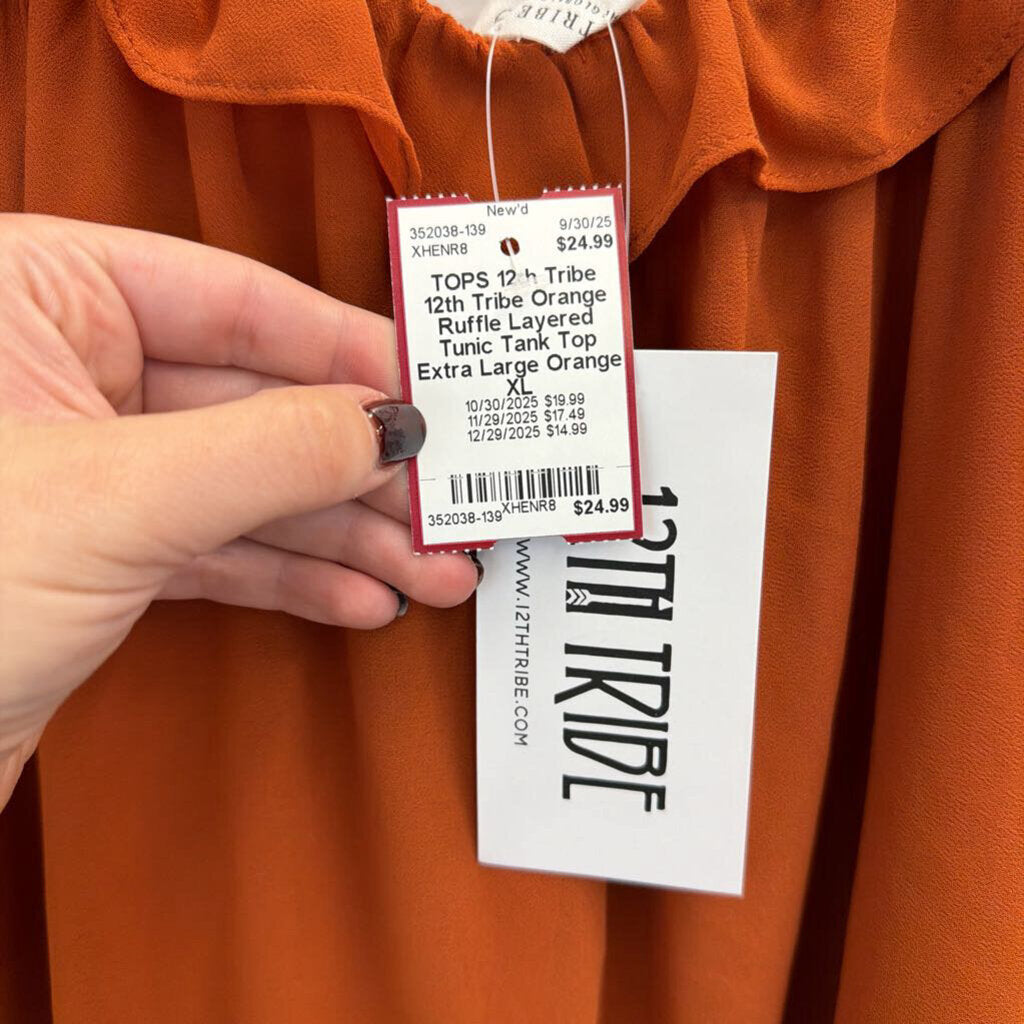 TRIBE
New'd
352038-139 9/30/25
XHENR8 $24.99
TOPS 12th Tribe
12th Tribe Orange
Ruffle Layered
Tunic Tank Top
Extra Large Orange
XL
10/30/2025 $19.99
11/29/2025 $17.49
12/29/2025 $14.99
352038-139 XHENR8 $24.99
12TH TRIBE
WWW.12THTRIBE.COM